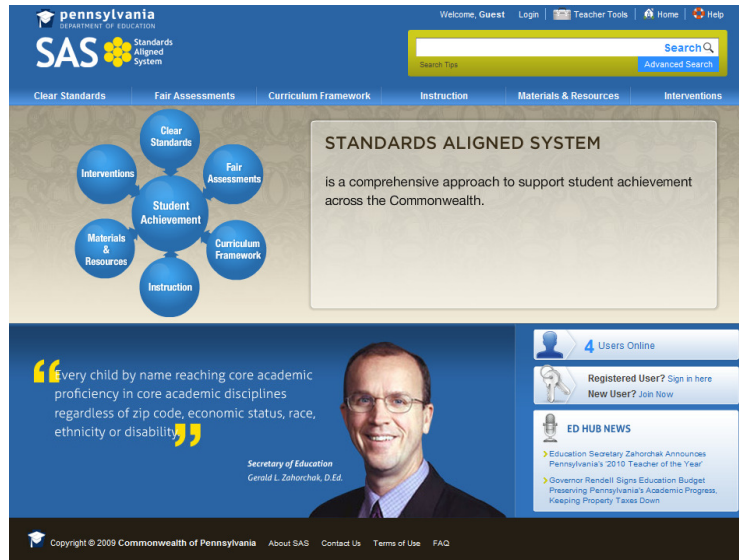 pennsylvania
DEPARTMENT OF EDUCATION
Welcome, Guest Login Teacher Tools Home Help
SAS Standards
Aligned
System
Search
Search Tips Advanced Search
Clear Standards Fair Assessments Curriculum Framework Instruction Materials & Resources Interventions
Clear
Standards
Interventions
Fair
Assessments
Student
Achievement
Materials
&
Resources
Curriculum
Framework
Instruction
STANDARDS ALIGNED SYSTEM
is a comprehensive approach to support student achievement
across the Commonwealth.
“Every child by name reaching core academic
proficiency in core academic disciplines
regardless of zip code, economic status, race,
ethnicity or disability”
Secretary of Education
Gerald L. Zahorchak, D.Ed.
4 Users Online
Registered User? Sign in here
New User? Join Now
ED HUB NEWS
Education Secretary Zahorchak Announces
Pennsylvania's '2010 Teacher of the Year'
Governor Rendell Signs Education Budget
Preserving Pennsylvania's Academic Progress,
Keeping Property Taxes Down
Copyright © 2009 Commonwealth of Pennsylvania About SAS Contact Us Terms of Use FAQ